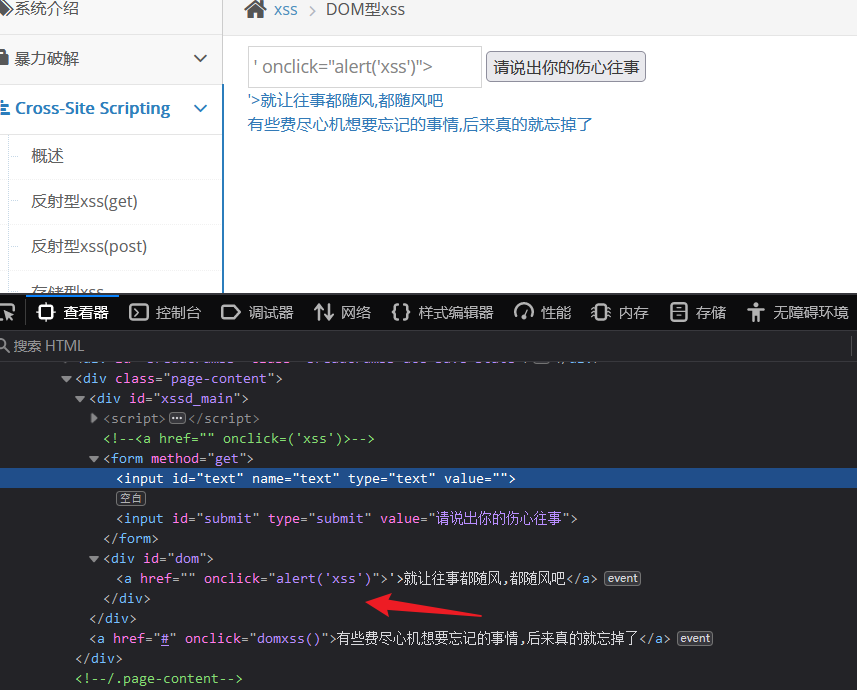 系统介绍
xss > DOM型xss
暴力破解
' onclick="alert('xss')">
请说出你的伤心往事
Cross-Site Scripting
'>就让往事都随风,都随风吧
有些费尽心机想要忘记的事情,后来真的就忘掉了
概述
反射型xss(get)
反射型xss(post)
存储型xss
查看器 控制台 调试器 网络 样式编辑器 性能 内存 存储 无障碍环境
搜索 HTML
<div class="page-content">
<div id="xssd_main">
<script>…</script>
<!--<a href="" onclick=('xss')>-->
<form method="get">
<input id="text" name="text" type="text" value="">
空白
<input id="submit" type="submit" value="请说出你的伤心往事">
</form>
<div id="dom">
<a href="" onclick="alert('xss')">'>就让往事都随风,都随风吧</a> event
</div>
</div>
<a href="#" onclick="domxss()">有些费尽心机想要忘记的事情,后来真的就忘掉了</a> event
</div>
<!--/.page-content-->